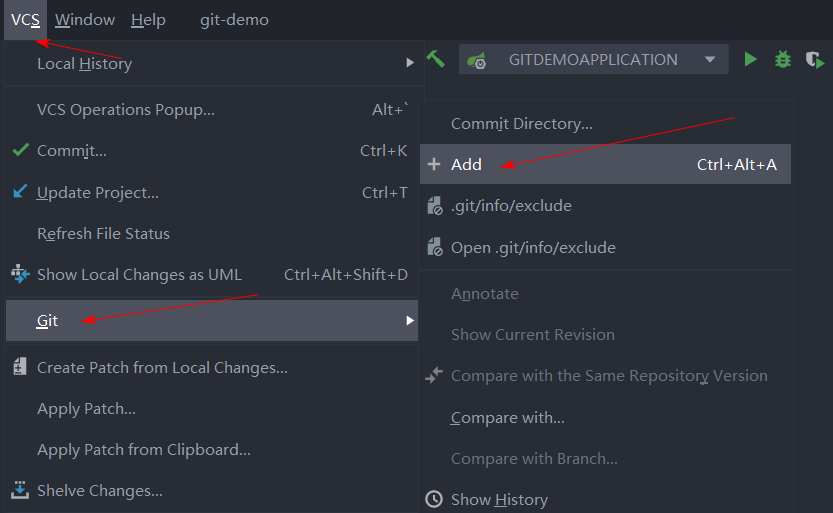 VCS Window Help git-demo
Local History
GITDEMOAPPLICATION
VCS Operations Popup... Alt+`
Commit... Ctrl+K
Update Project... Ctrl+T
Refresh File Status
Show Local Changes as UML Ctrl+Alt+Shift+D
Git
Create Patch from Local Changes...
Apply Patch...
Apply Patch from Clipboard...
Shelve Changes...
Commit Directory...
Add Ctrl+Alt+A
.git/info/exclude
Open .git/info/exclude
Annotate
Show Current Revision
Compare with the Same Repository Version
Compare with...
Compare with Branch...
Show History